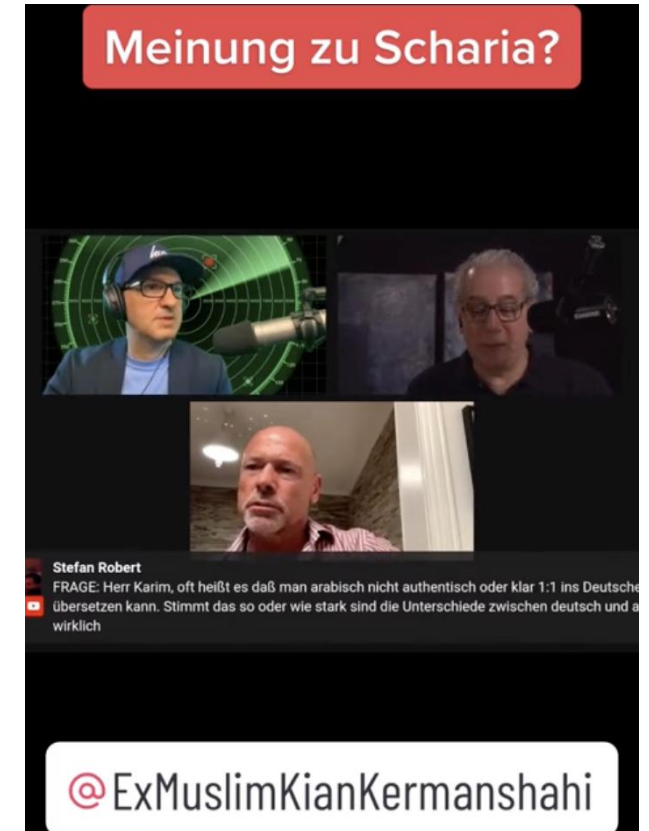 Meinung zu Scharia?
Stefan Robert
FRAGE: Herr Karim, oft heißt es daß man arabisch nicht authentisch oder klar 1:1 ins Deutsche
übersetzen kann. Stimmt das so oder wie stark sind die Unterschiede zwischen deutsch und a
wirklich
@ExMuslimKianKermanshahi